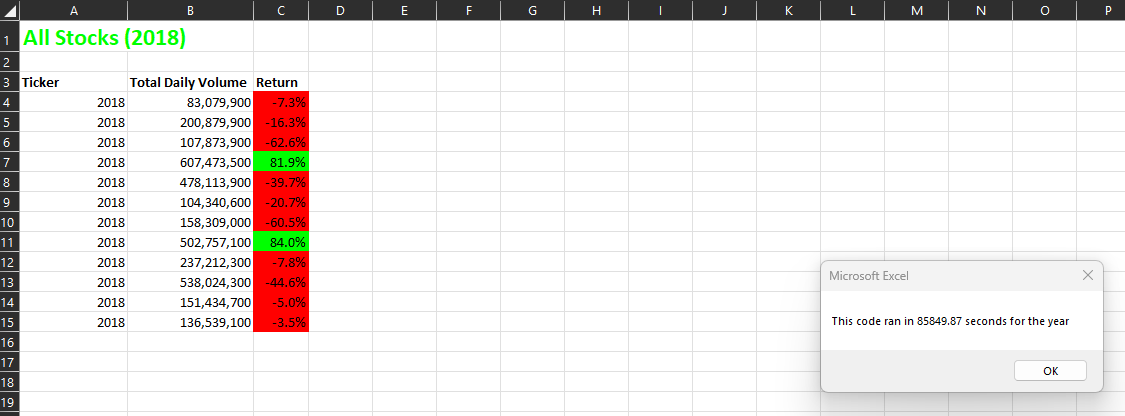 A B C D E F G H I J K L M N O P
1 All Stocks (2018)
2
3 Ticker Total Daily Volume Return
4 2018 83,079,900 -7.3%
5 2018 200,879,900 -16.3%
6 2018 107,873,900 -62.6%
7 2018 607,473,500 81.9%
8 2018 478,113,900 -39.7%
9 2018 104,340,600 -20.7%
10 2018 158,309,000 -60.5%
11 2018 502,757,100 84.0%
12 2018 237,212,300 -7.8%
13 2018 538,024,300 -44.6%
14 2018 151,434,700 -5.0%
15 2018 136,539,100 -3.5%
16
17
18
19
Microsoft Excel
This code ran in 85849.87 seconds for the year
OK